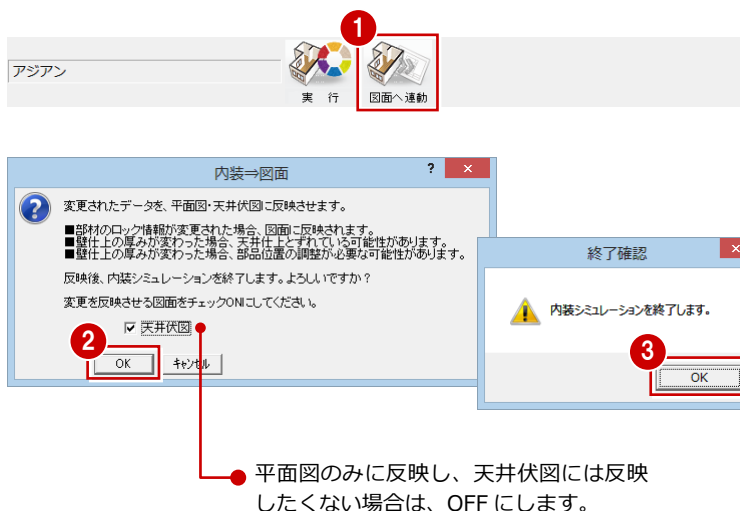 1
アジアン
実 行
図面へ連動
内装⇒図面
? ×
変更されたデータを、平面図・天井伏図に反映させます。
■部材のロック情報が変更された場合、図面に反映されます。
■壁仕上の厚みが変わった場合、天井仕上とずれている可能性があります。
■壁仕上の厚みが変わった場合、部品位置の調整が必要な可能性があります。
反映後、内装シミュレーションを終了します。よろしいですか？
変更を反映させる図面をチェックONにしてください。
天井伏図
2
OK
キャンセル
終了確認
×
内装シミュレーションを終了します。
3
OK
平面図のみに反映し、天井伏図には反映
したくない場合は、OFF にします。